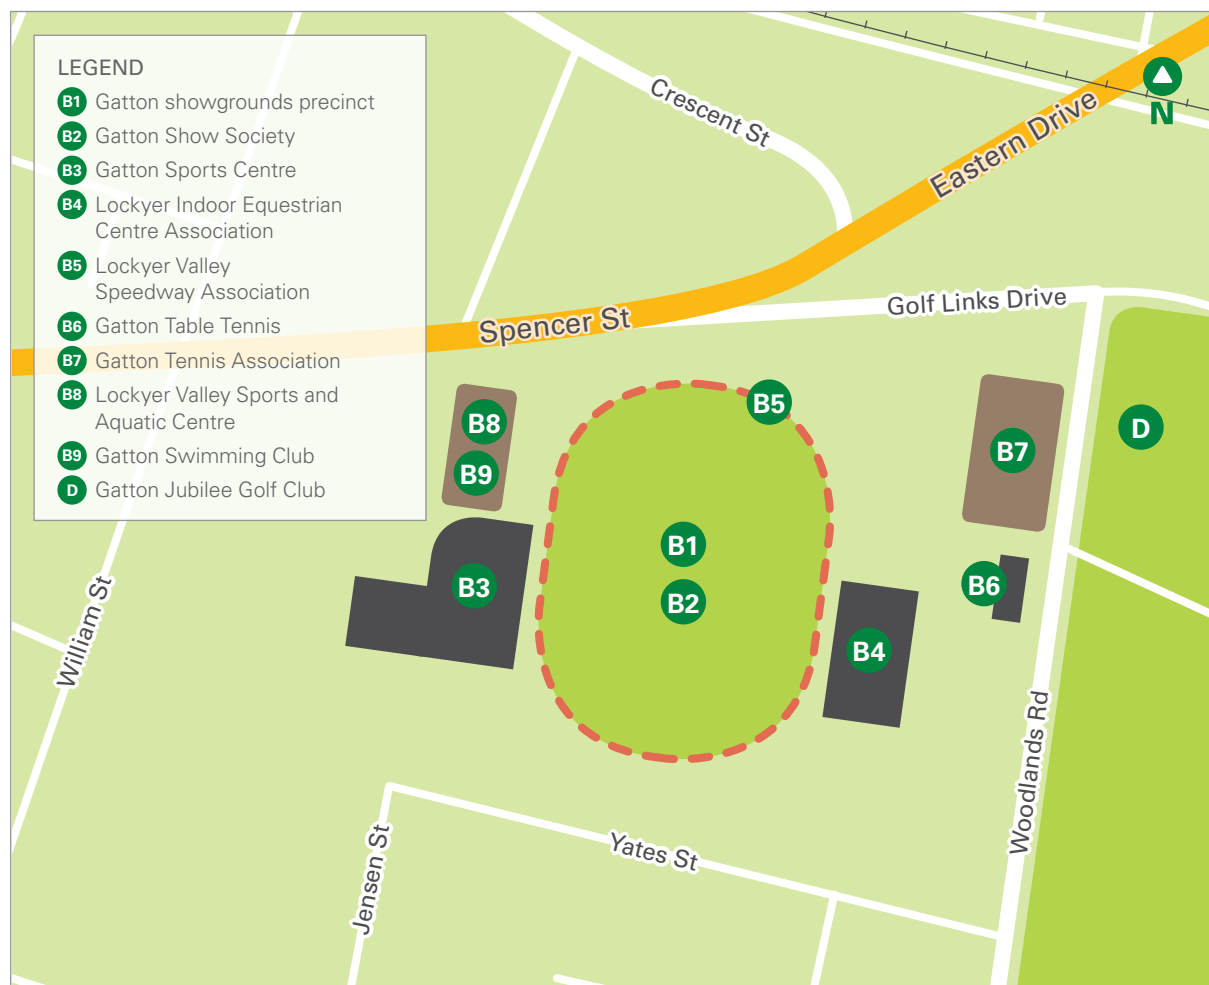 LEGEND
B1 Gatton showgrounds precinct
B2 Gatton Show Society
B3 Gatton Sports Centre
B4 Lockyer Indoor Equestrian
Centre Association
B5 Lockyer Valley
Speedway Association
B6 Gatton Table Tennis
B7 Gatton Tennis Association
B8 Lockyer Valley Sports and
Aquatic Centre
B9 Gatton Swimming Club
D Gatton Jubilee Golf Club
Crescent St
Eastern Drive
N
Spencer St
Golf Links Drive
B5
B8
D
B7
B9
B1
B6
B3
B2
B4
William St
Woodlands Rd
Yates St
Jensen St